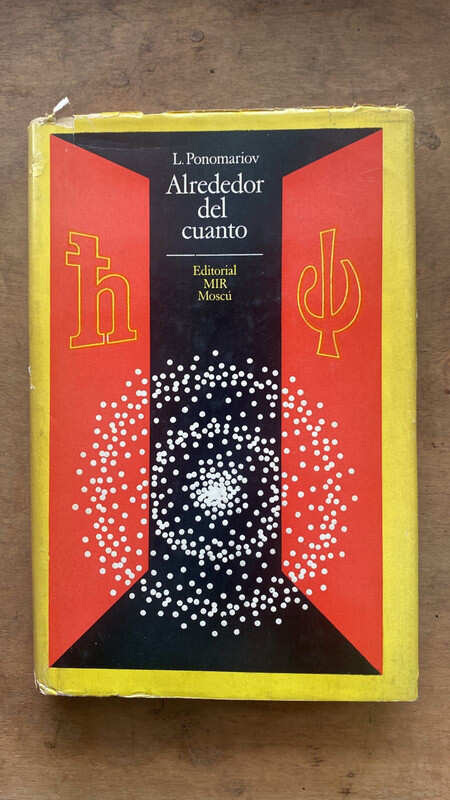 L. Ponomariov
Alrededor
del
cuanto
Editorial
MIR
Moscú
ħ
ψ